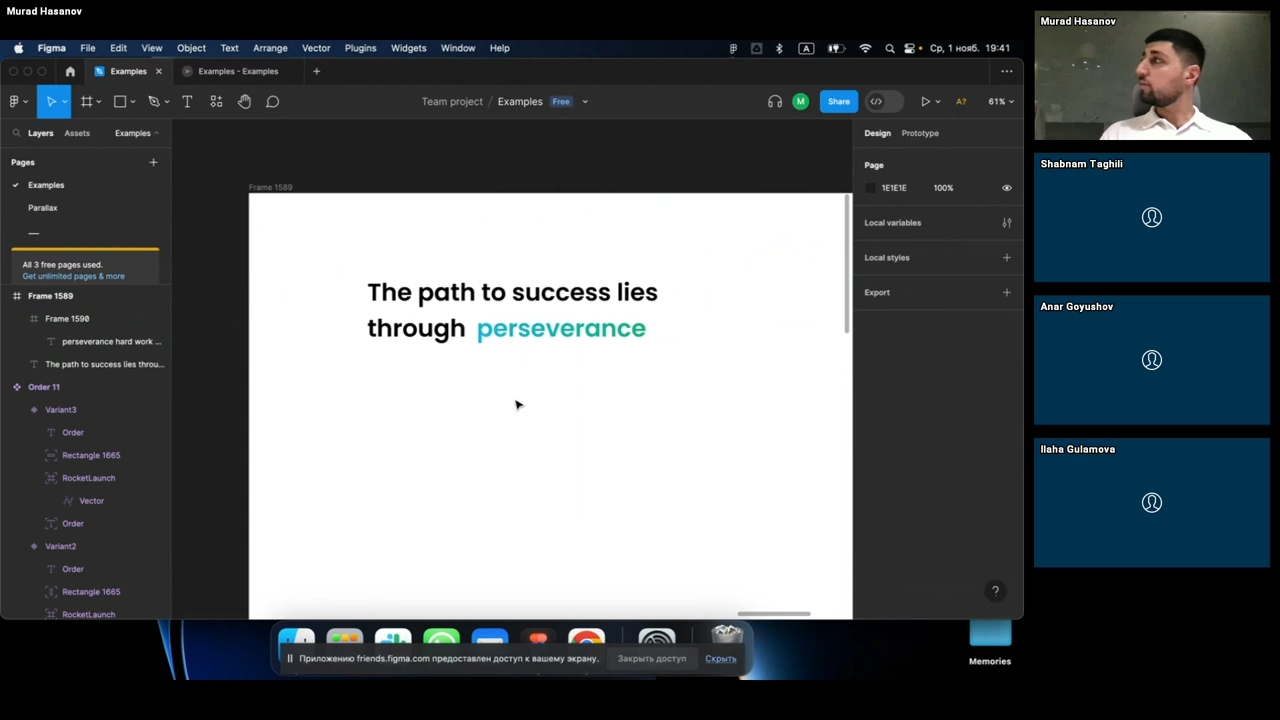 Murad Hasanov
Figma File Edit View Object Text Arrange Vector Plugins Widgets Window Help
A Ср, 1 нояб. 19:41
Examples
Examples - Examples
Team project / Examples Free
M
Share
A?
61%
Layers Assets Examples
Pages
Examples
Parallax
All 3 free pages used.
Get unlimited pages & more
Frame 1589
Frame 1590
perseverance hard work ...
The path to success lies throu...
Order 11
Variant3
Order
Rectangle 1665
RocketLaunch
Vector
Order
Variant2
Order
Rectangle 1665
RocketLaunch
Frame 1589
The path to success lies
through perseverance
Design Prototype
Page
1E1E1E 100%
Local variables
Local styles
Export
?
Приложению friends.figma.com предоставлен доступ к вашему экрану. Закрыть доступ Скрыть
Memories
Murad Hasanov
Shabnam Taghili
Anar Goyushov
Ilaha Gulamova